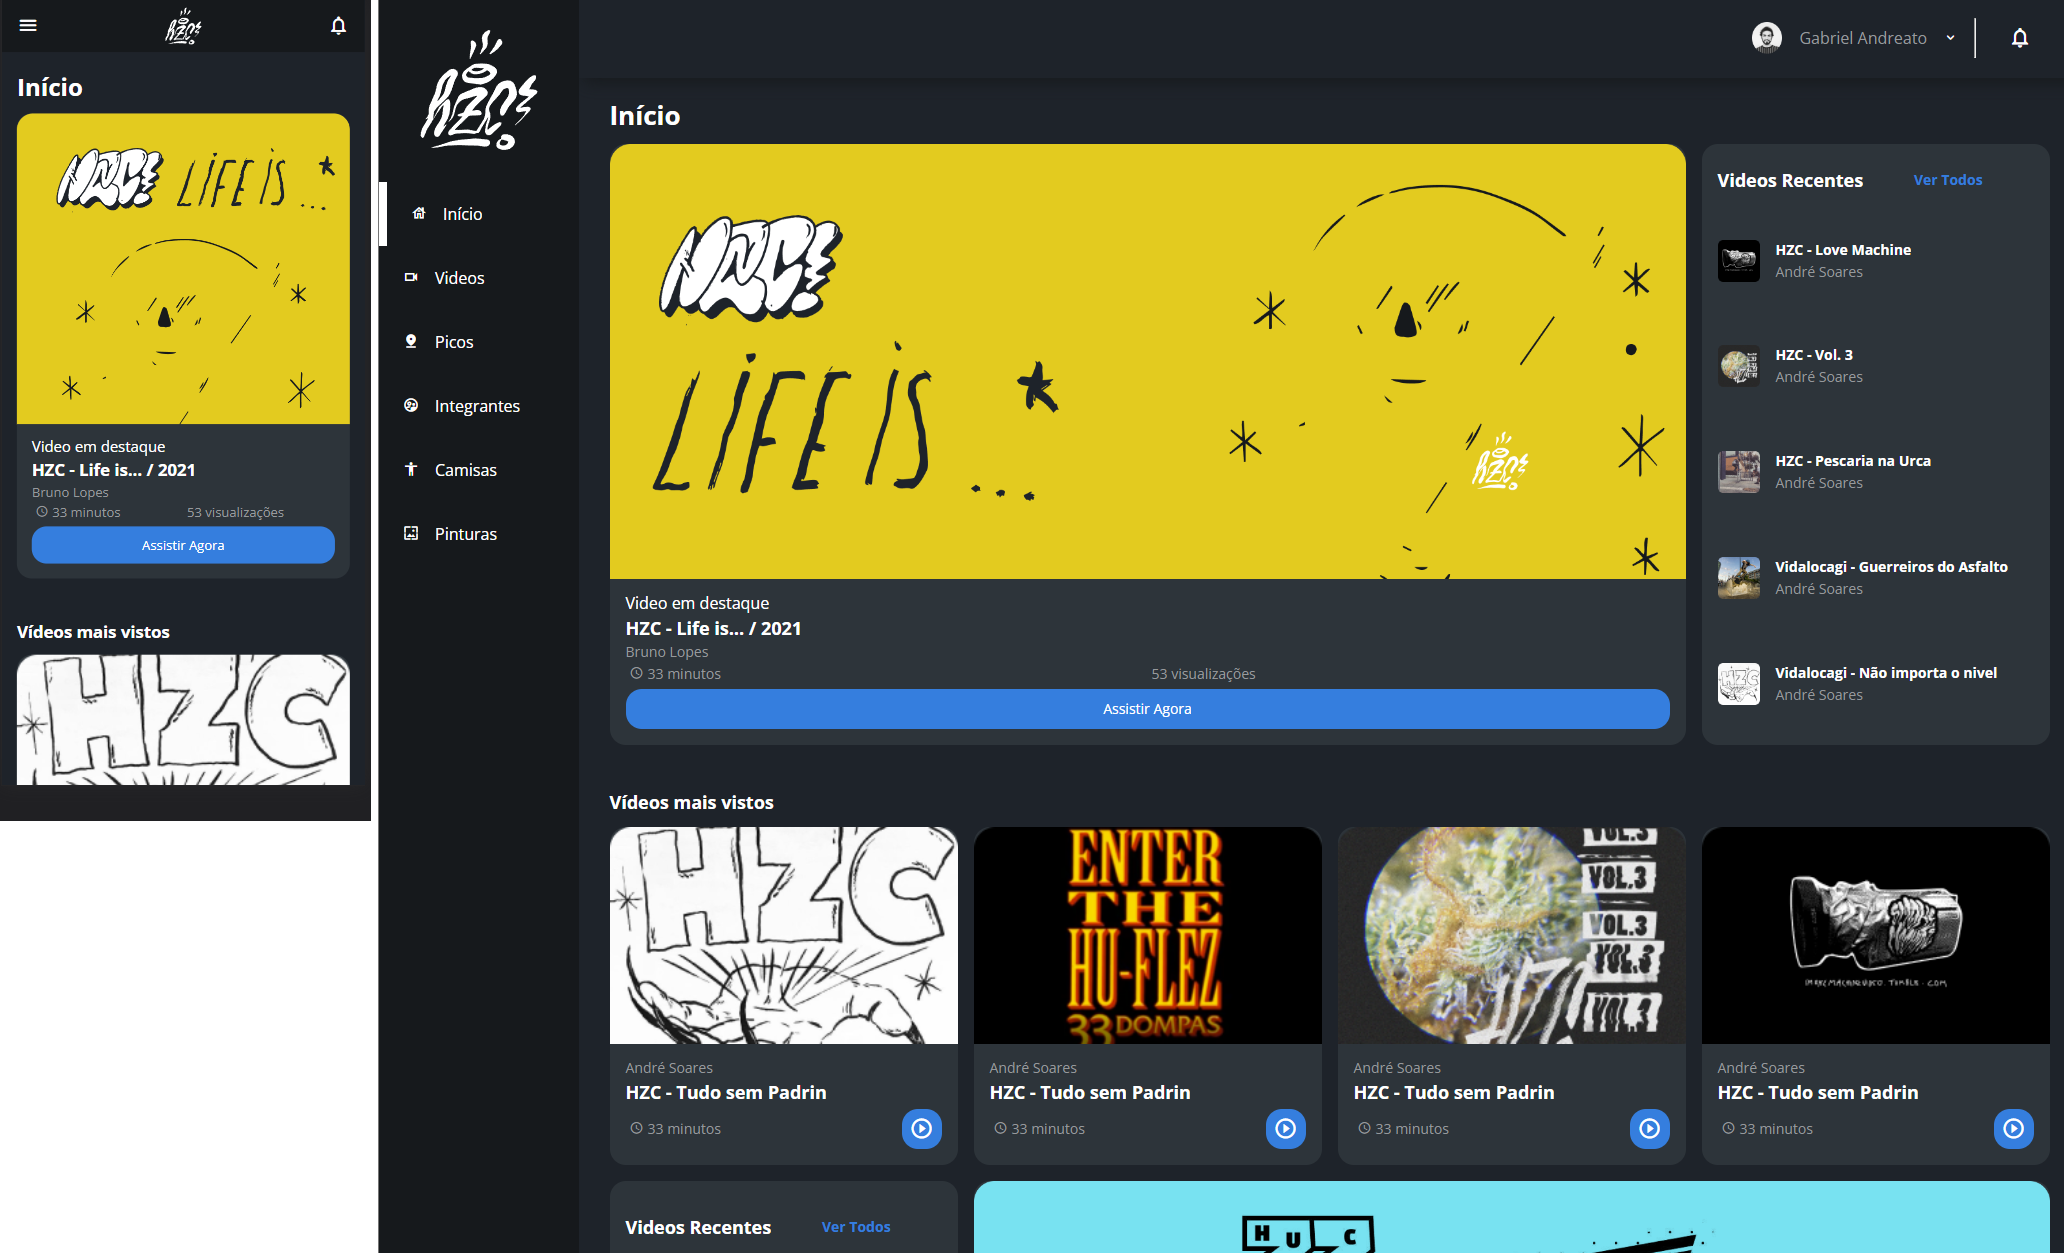 HZC!
Início
HZC! LiFE iS ...
Video em destaque
HZC - Life is... / 2021
Bruno Lopes
33 minutos
53 visualizações
Assistir Agora
Vídeos mais vistos
HZC
HZC!
Início
Videos
Picos
Integrantes
Camisas
Pinturas
Gabriel Andreato
Início
HZC!
LiFE iS ...
HZC!
Video em destaque
HZC - Life is... / 2021
Bruno Lopes
33 minutos
53 visualizações
Assistir Agora
Videos Recentes
Ver Todos
HZC - Love Machine
André Soares
HZC - Vol. 3
André Soares
HZC - Pescaria na Urca
André Soares
Vidalocagi - Guerreiros do Asfalto
André Soares
Vidalocagi - Não importa o nivel
André Soares
Vídeos mais vistos
HZC
André Soares
HZC - Tudo sem Padrin
33 minutos
ENTER
THE
HU-FLEZ
33 DOMPAS
André Soares
HZC - Tudo sem Padrin
33 minutos
VOL.3
VOL.3
VOL.3
VOL.3
VOL.3
André Soares
HZC - Tudo sem Padrin
33 minutos
André Soares
HZC - Tudo sem Padrin
33 minutos
Videos Recentes
Ver Todos
HULC